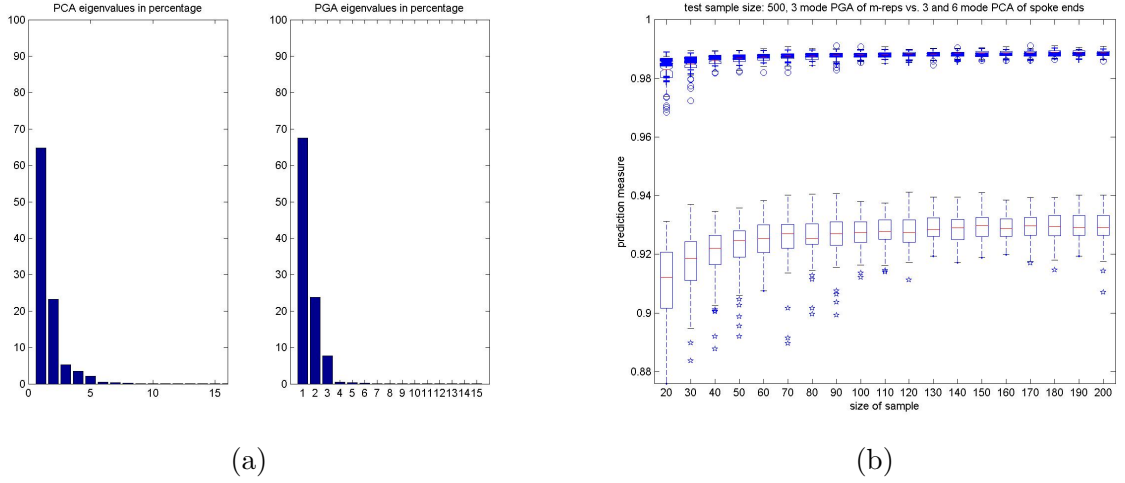 PCA eigenvalues in percentage
100
90
80
70
60
50
40
30
20
10
0
0 5 10 15
PGA eigenvalues in percentage
100
90
80
70
60
50
40
30
20
10
0
1 2 3 4 5 6 7 8 9 10 11 12 13 14 15
(a)
test sample size: 500, 3 mode PGA of m-reps vs. 3 and 6 mode PCA of spoke ends
prediction measure
1
0.98
0.96
0.94
0.92
0.9
0.88
20 30 40 50 60 70 80 90 100 110 120 130 140 150 160 170 180 190 200
size of sample
(b)